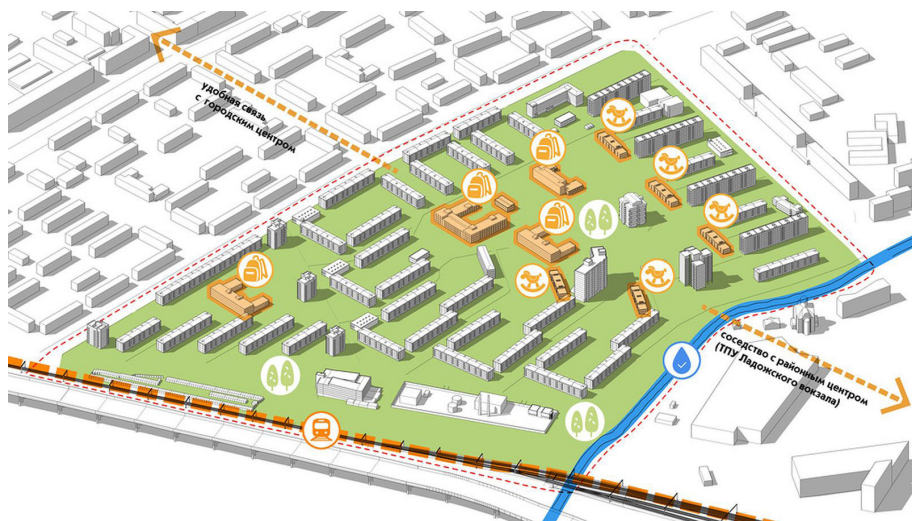 удобная связь
с городским центром
соседство с районным центром
(ТПУ Ладожского вокзала)